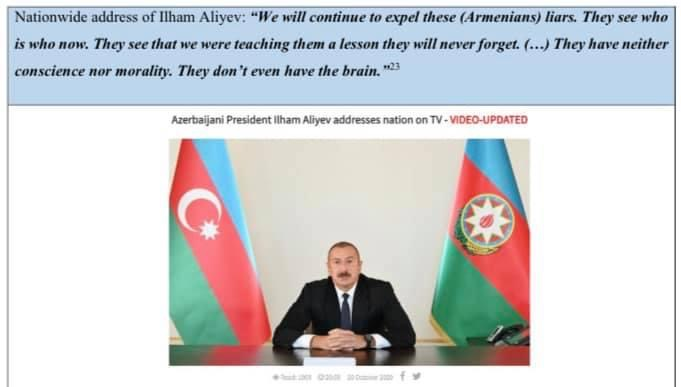 Nationwide address of Ilham Aliyev: “We will continue to expel these (Armenians) liars. They see who
is who now. They see that we were teaching them a lesson they will never forget. (…) They have neither
conscience nor morality. They don’t even have the brain.”23
Azerbaijani President Ilham Aliyev addresses nation on TV - VIDEO-UPDATED
20:03 20 October 2020